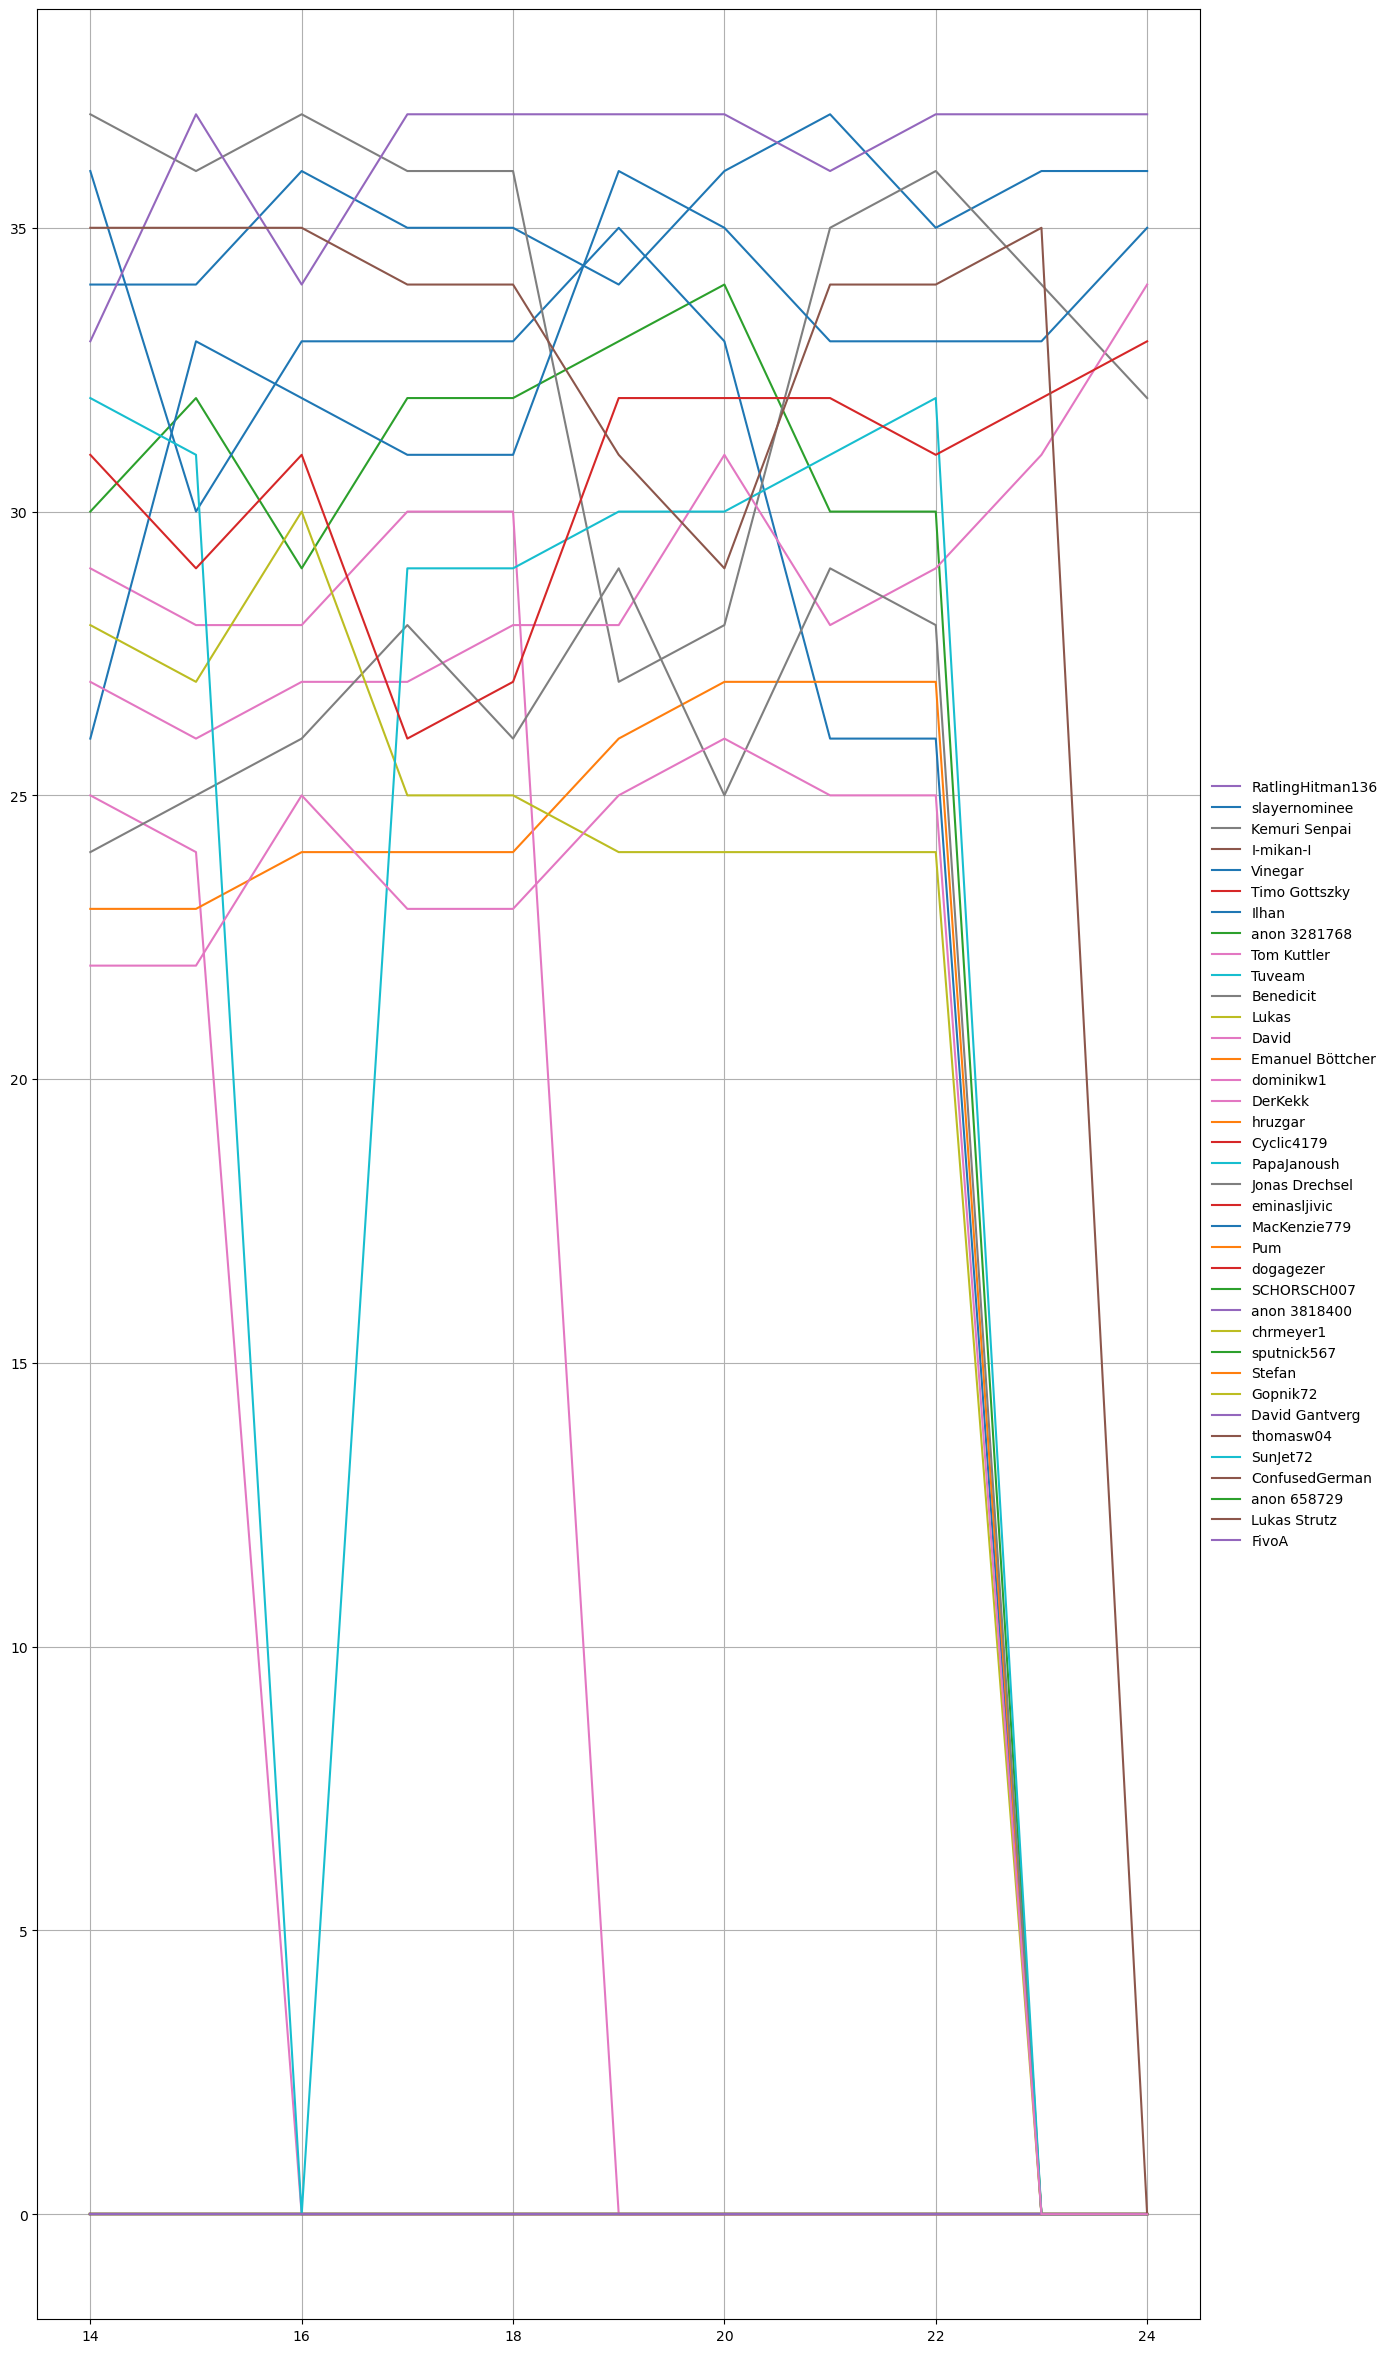 35
30
25
20
15
10
5
0
14 16 18 20 22 24
RatlingHitman136
slayernominee
Kemuri Senpai
I-mikan-I
Vinegar
Timo Gottszky
Ilhan
anon 3281768
Tom Kuttler
Tuveam
Benedicit
Lukas
David
Emanuel Böttcher
dominikw1
DerKekk
hruzgar
Cyclic4179
PapaJanoush
Jonas Drechsel
eminasljivic
MacKenzie779
Pum
dogagezer
SCHORSCH007
anon 3818400
chrmeyer1
sputnick567
Stefan
Gopnik72
David Gantverg
thomasw04
SunJet72
ConfusedGerman
anon 658729
Lukas Strutz
FivoA